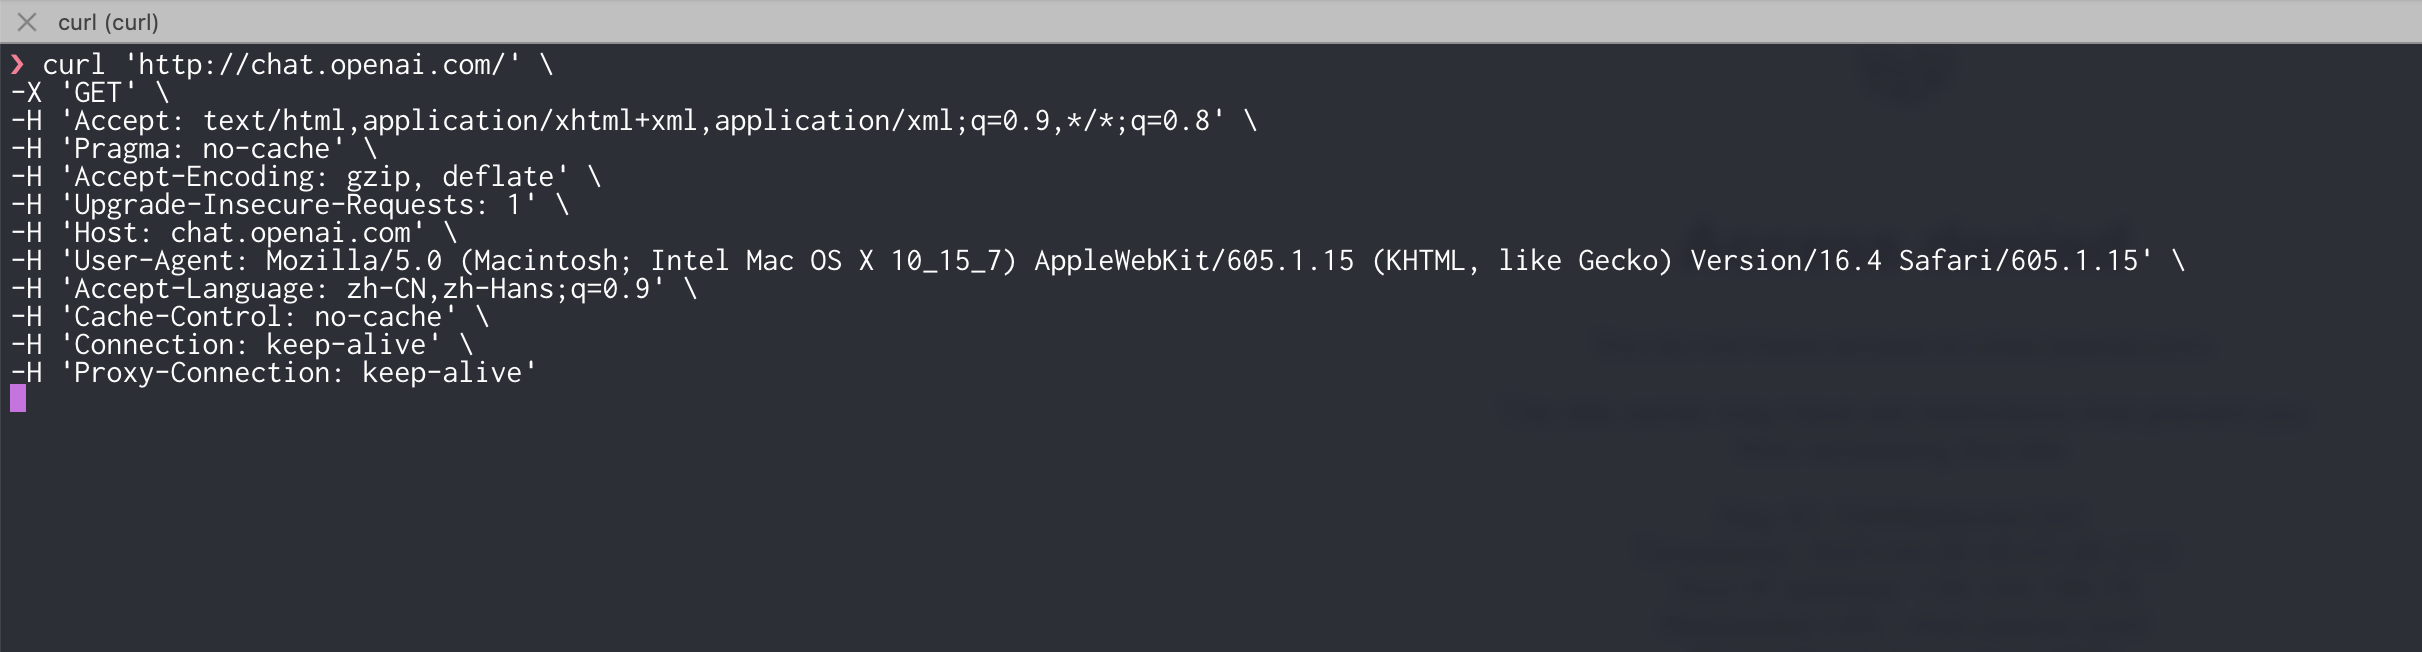 curl (curl)
❯ curl 'http://chat.openai.com/' \
-X 'GET' \
-H 'Accept: text/html,application/xhtml+xml,application/xml;q=0.9,*/*;q=0.8' \
-H 'Pragma: no-cache' \
-H 'Accept-Encoding: gzip, deflate' \
-H 'Upgrade-Insecure-Requests: 1' \
-H 'Host: chat.openai.com' \
-H 'User-Agent: Mozilla/5.0 (Macintosh; Intel Mac OS X 10_15_7) AppleWebKit/605.1.15 (KHTML, like Gecko) Version/16.4 Safari/605.1.15' \
-H 'Accept-Language: zh-CN,zh-Hans;q=0.9' \
-H 'Cache-Control: no-cache' \
-H 'Connection: keep-alive' \
-H 'Proxy-Connection: keep-alive'